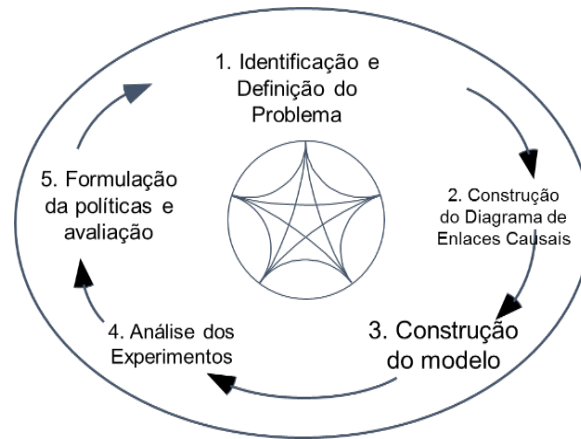 1. Identificação e
Definição do
Problema
2. Construção
do Diagrama de
Enlaces Causais
3. Construção
do modelo
4. Análise dos
Experimentos
5. Formulação
da políticas e
avaliação